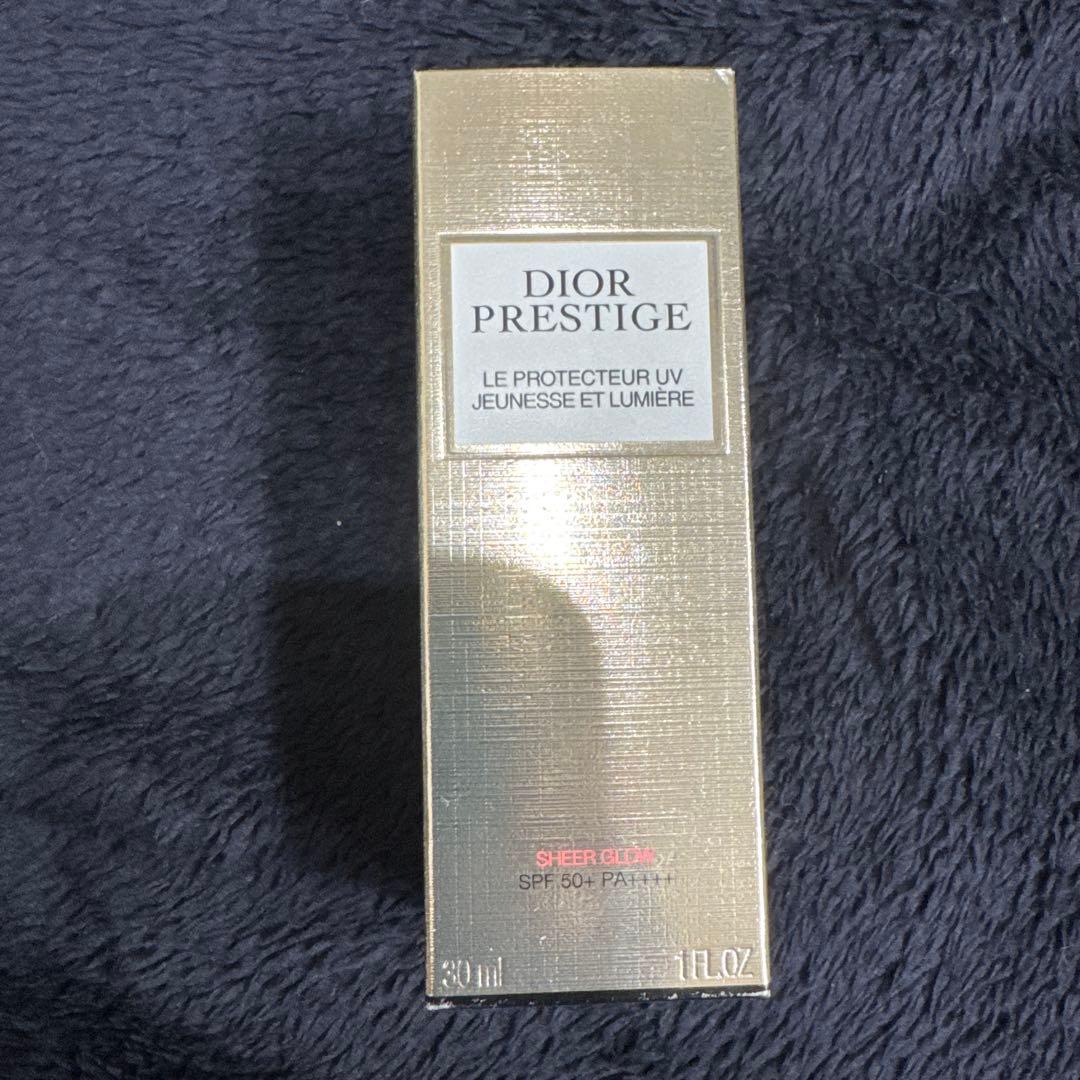 DIOR
PRESTIGE
LE PROTECTEUR UV
JEUNESSE ET LUMIÈRE
SHEER GLOW
SPF 50+ PA++++
30 ml
1 FL.OZ